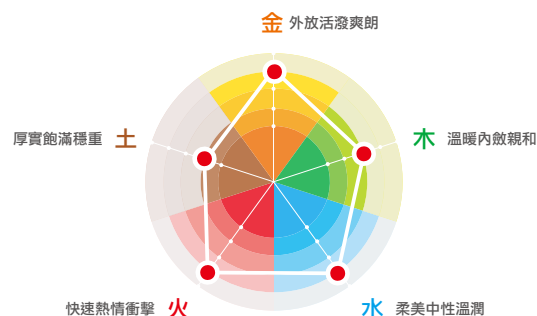 金 外放活潑爽朗
土 厚實飽滿穩重
木 溫暖內斂親和
火 快速熱情衝擊
水 柔美中性溫潤